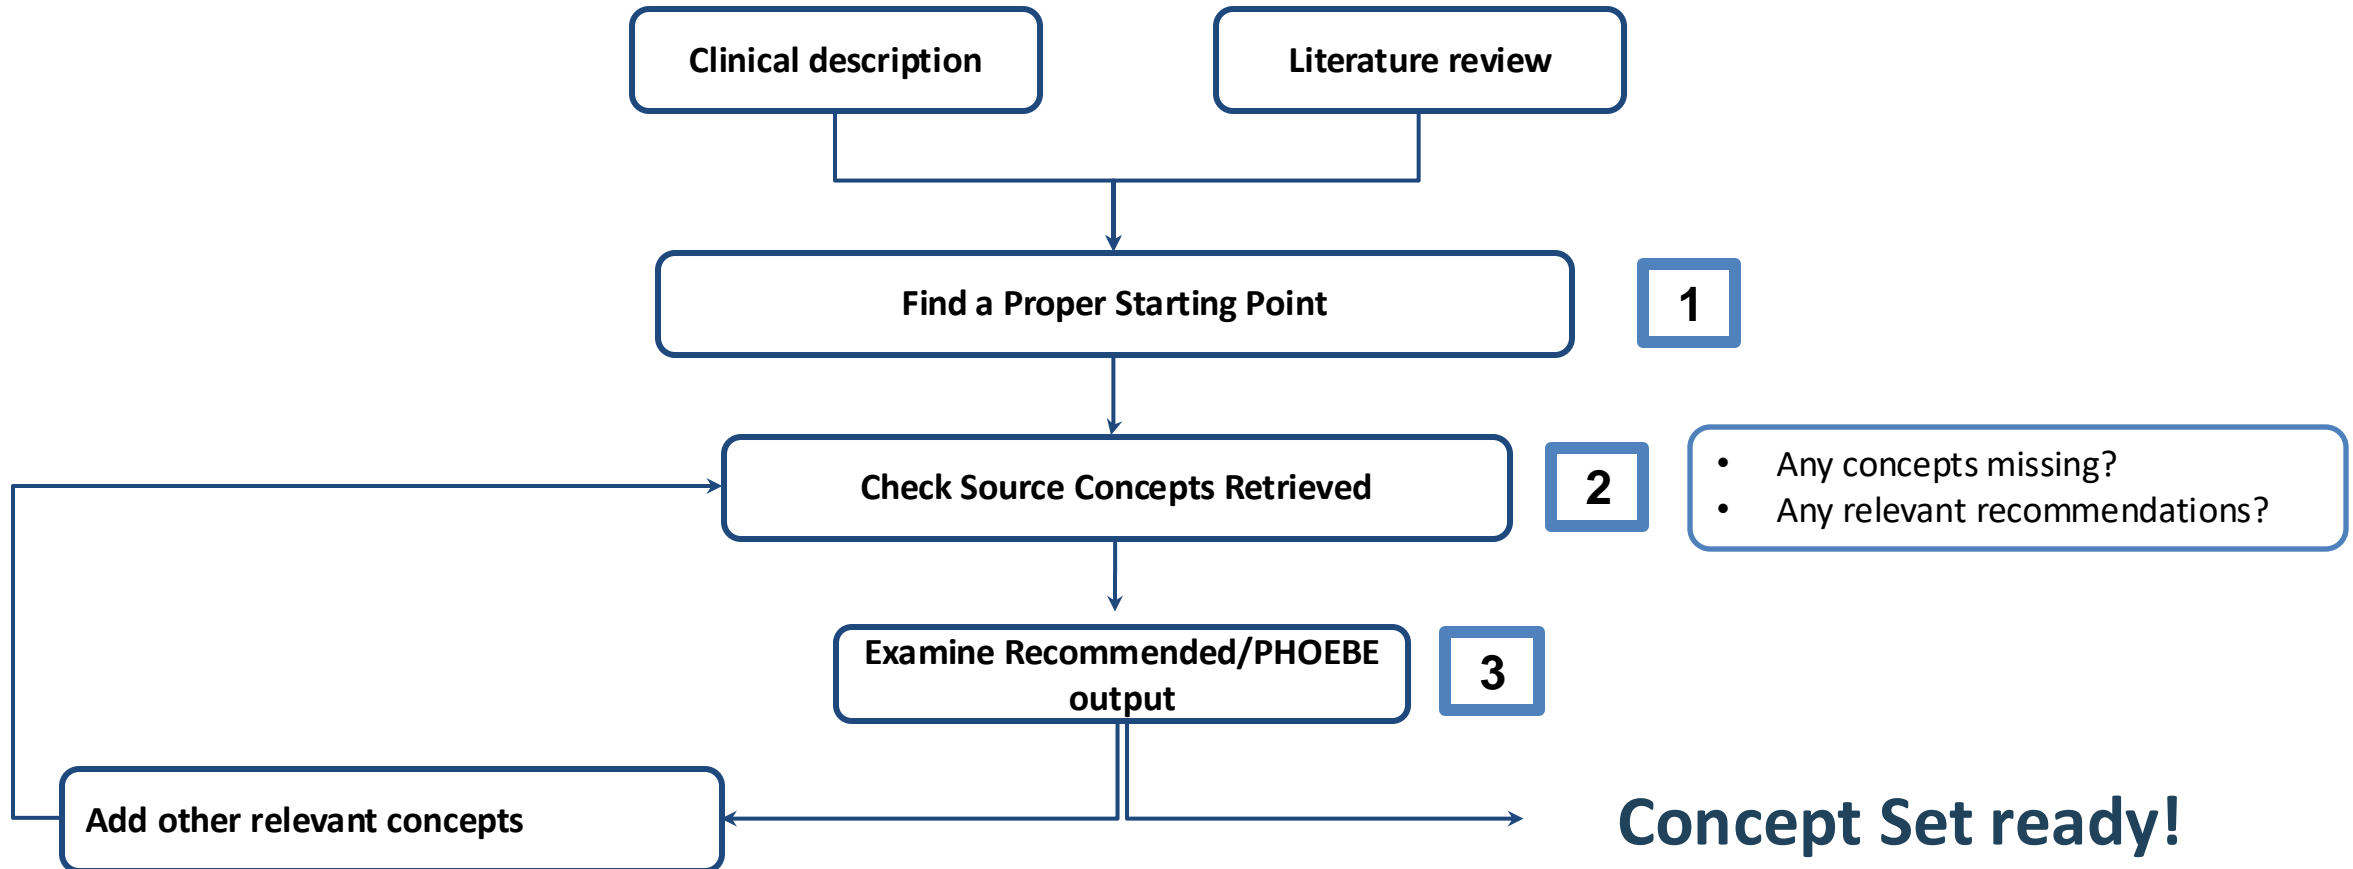 Clinical description
Literature review
Find a Proper Starting Point
1
Check Source Concepts Retrieved
2
• Any concepts missing?
• Any relevant recommendations?
Examine Recommended/PHOEBE
output
3
Add other relevant concepts
Concept Set ready!